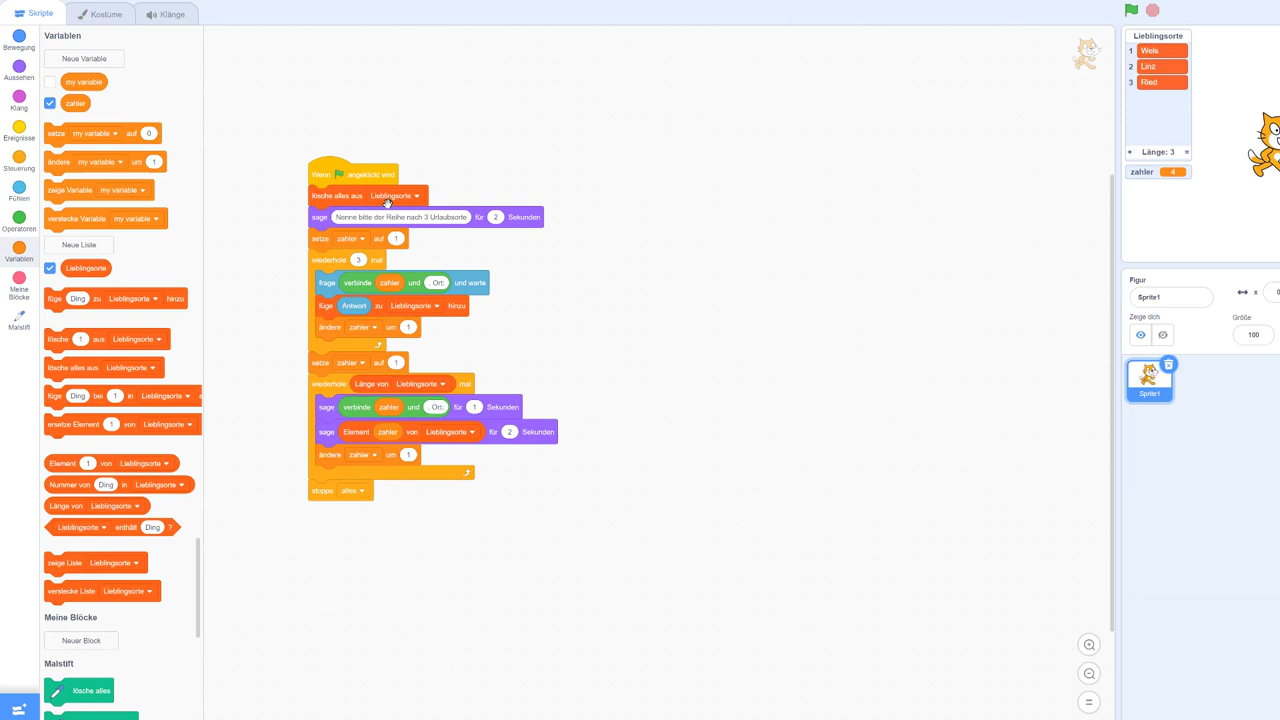 Skripte
Kostüme
Klänge
Bewegung
Aussehen
Klang
Ereignisse
Steuerung
Fühlen
Operatoren
Variablen
Meine
Blöcke
Malstift
Variablen
Neue Variable
my variable
zahler
setze my variable auf 0
ändere my variable um 1
zeige Variable my variable
verstecke Variable my variable
Neue Liste
Lieblingsorte
füge Ding zu Lieblingsorte hinzu
lösche 1 aus Lieblingsorte
lösche alles aus Lieblingsorte
füge Ding bei 1 in Lieblingsorte
ersetze Element 1 von Lieblingsorte
Element 1 von Lieblingsorte
Nummer von Ding in Lieblingsorte
Länge von Lieblingsorte
Lieblingsorte enthält Ding ?
zeige Liste Lieblingsorte
verstecke Liste Lieblingsorte
Meine Blöcke
Neuer Block
Malstift
lösche alles
Wenn angeklickt wird
lösche alles aus Lieblingsorte
sage Nenne bitte der Reihe nach 3 Urlaubsorte für 2 Sekunden
setze zahler auf 1
wiederhole 3 mal
frage verbinde zahler und . Ort: und warte
füge Antwort zu Lieblingsorte hinzu
ändere zahler um 1
setze zahler auf 1
wiederhole Länge von Lieblingsorte mal
sage verbinde zahler und . Ort: für 1 Sekunden
sage Element zahler von Lieblingsorte für 2 Sekunden
ändere zahler um 1
stoppe alles
Lieblingsorte
1 Wels
2 Linz
3 Ried
+ Länge: 3 =
zahler 4
Figur
Sprite1
x
Zeige dich
Größe
100
Sprite1